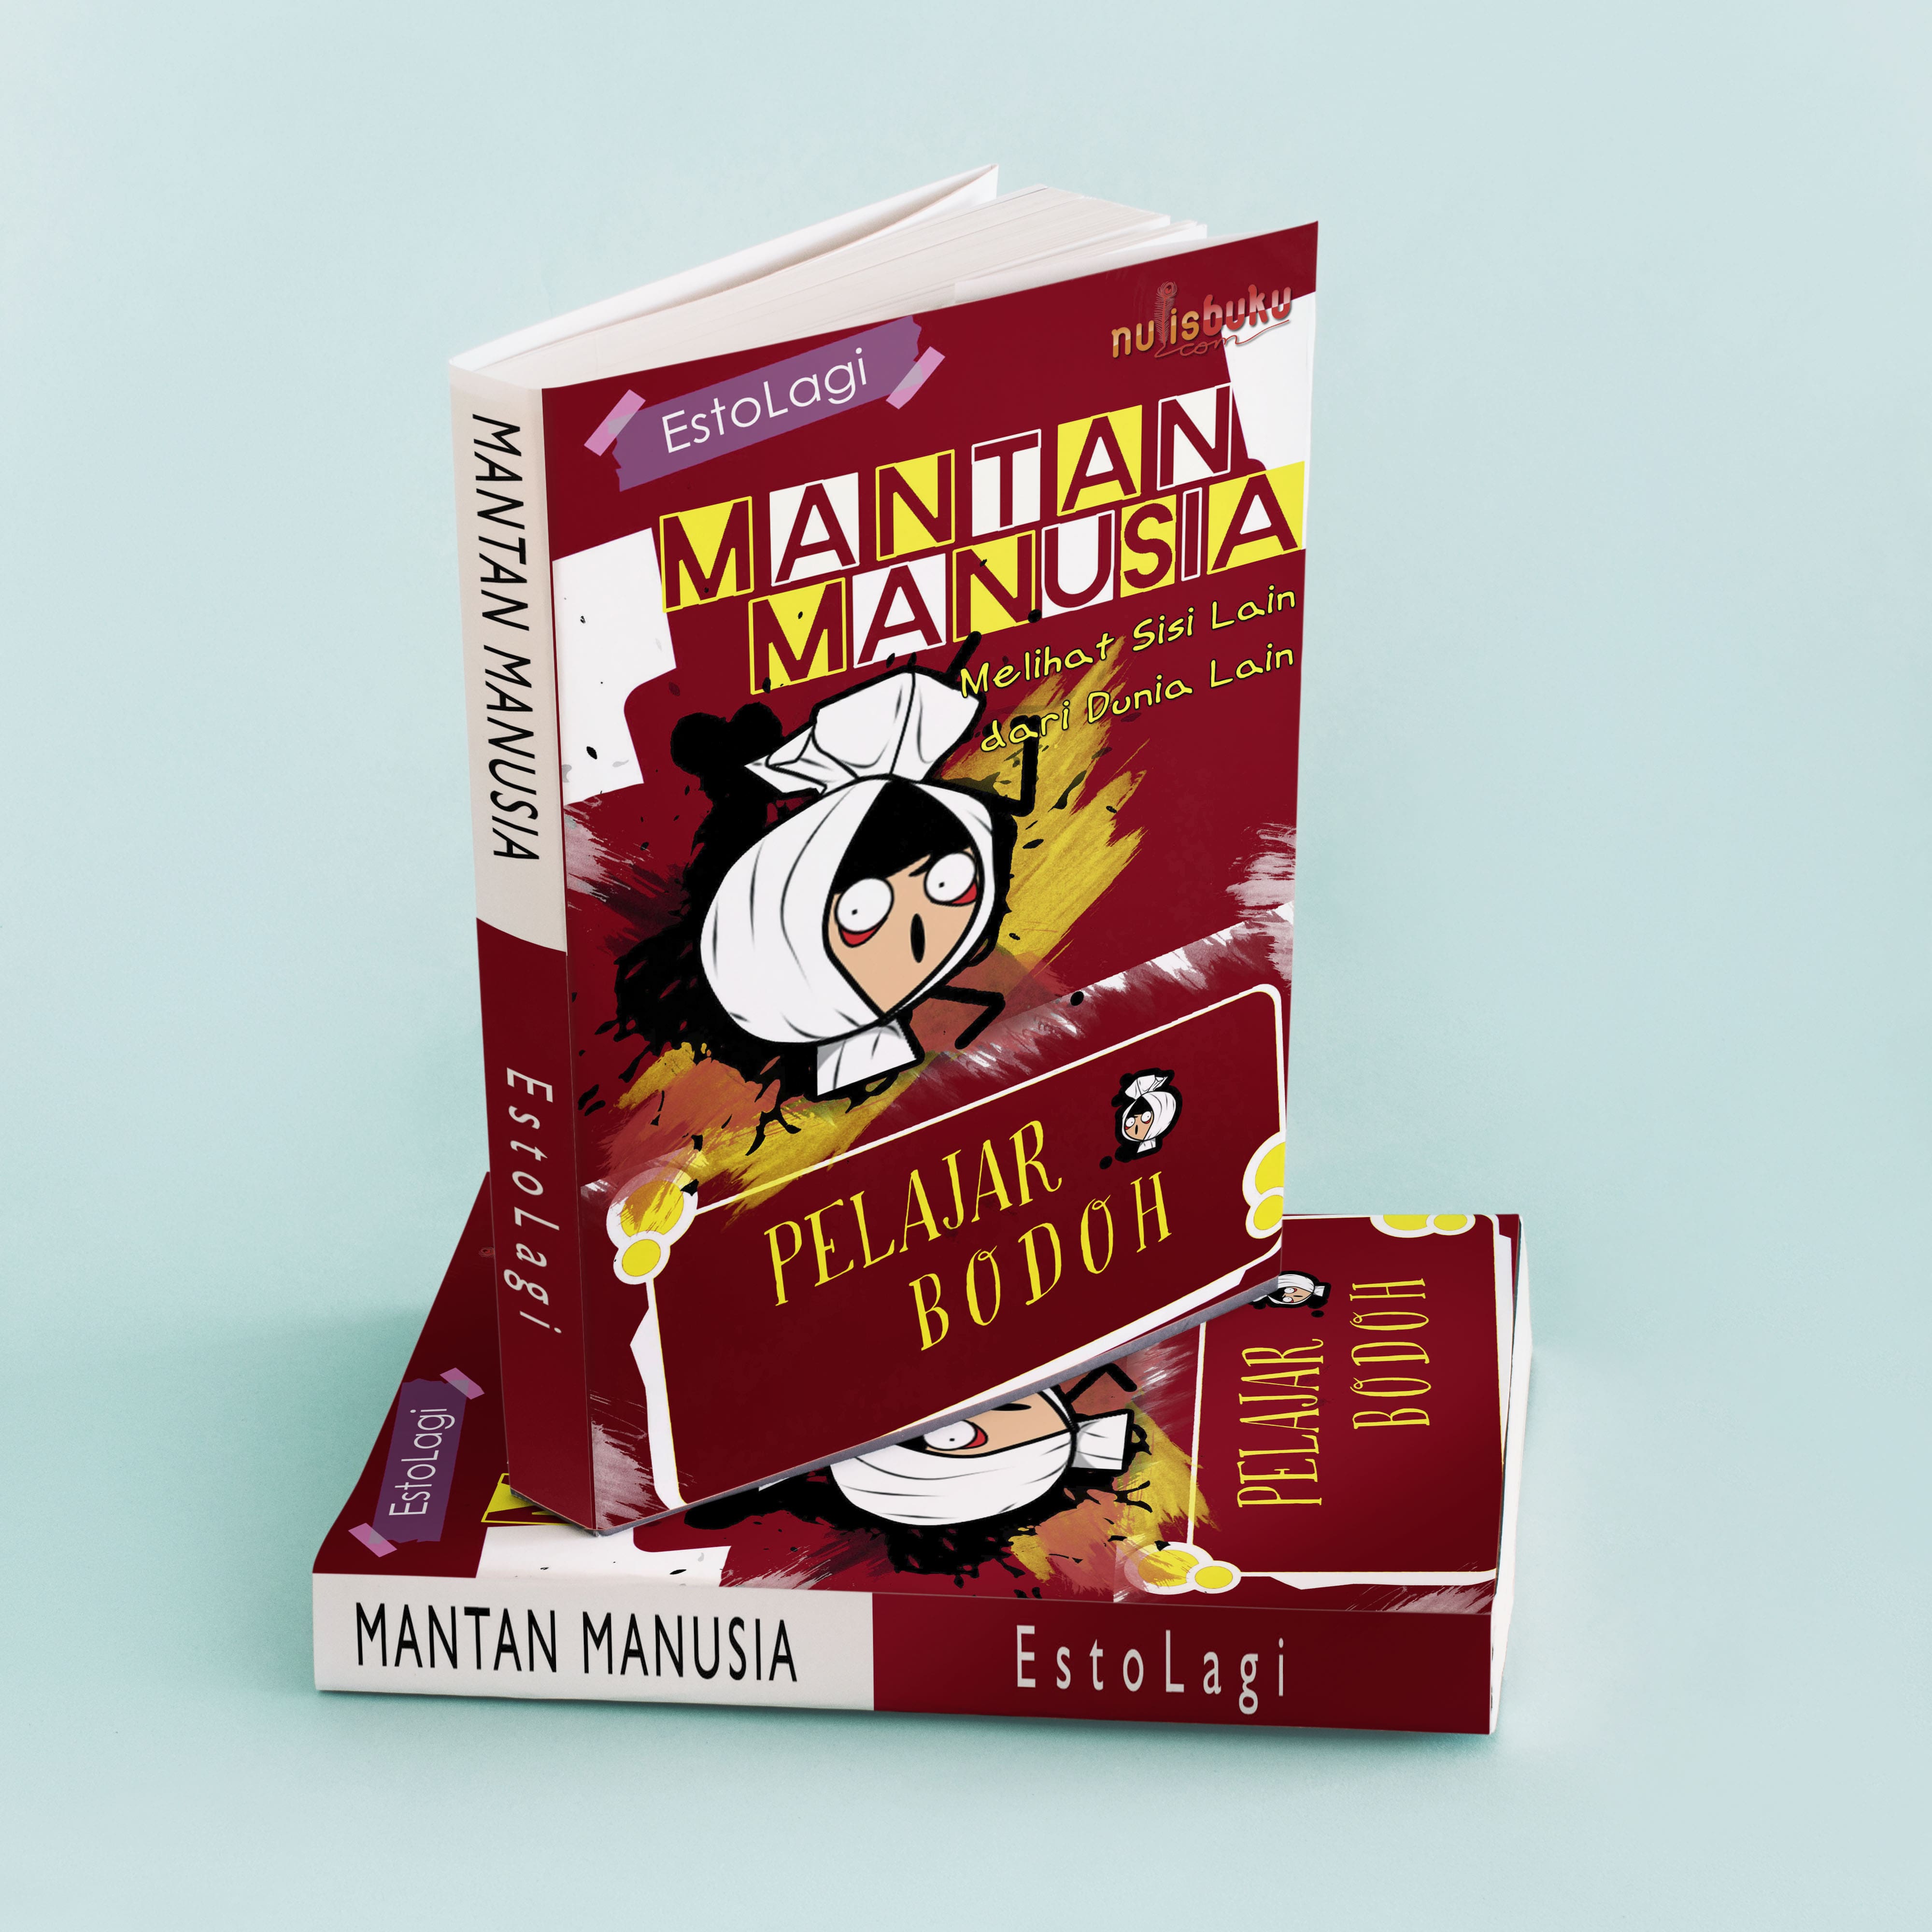 nulisbuku
com
EstoLagi
MANTAN
MANUSIA
Melihat Sisi Lain
dari Dunia Lain
PELAJAR
BODOH
MANTAN MANUSIA
EstoLagi
EstoLagi
PELAJAR
BODOH
MANTAN MANUSIA
EstoLagi